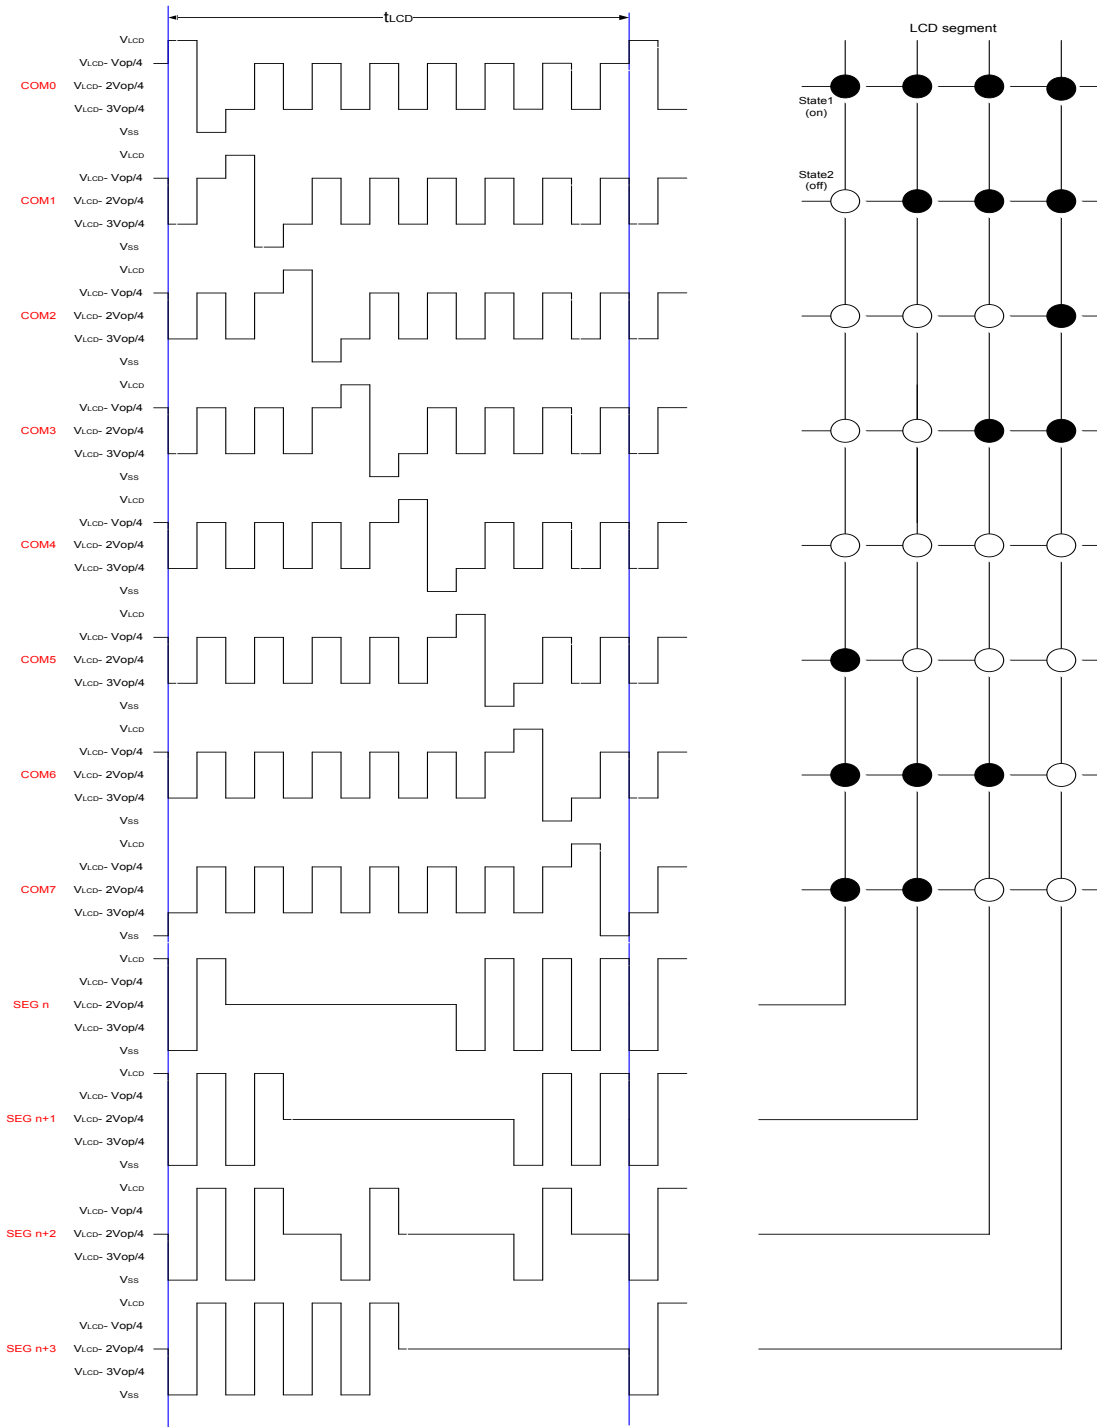 tLCD
LCD segment
State1
(on)
State2
(off)
VLCD
VLCD- Vop/4
COM0 VLCD- 2Vop/4
VLCD- 3Vop/4
VSS
VLCD
VLCD- Vop/4
COM1 VLCD- 2Vop/4
VLCD- 3Vop/4
VSS
VLCD
VLCD- Vop/4
COM2 VLCD- 2Vop/4
VLCD- 3Vop/4
VSS
VLCD
VLCD- Vop/4
COM3 VLCD- 2Vop/4
VLCD- 3Vop/4
VSS
VLCD
VLCD- Vop/4
COM4 VLCD- 2Vop/4
VLCD- 3Vop/4
VSS
VLCD
VLCD- Vop/4
COM5 VLCD- 2Vop/4
VLCD- 3Vop/4
VSS
VLCD
VLCD- Vop/4
COM6 VLCD- 2Vop/4
VLCD- 3Vop/4
VSS
VLCD
VLCD- Vop/4
COM7 VLCD- 2Vop/4
VLCD- 3Vop/4
VSS
VLCD
VLCD- Vop/4
SEG n VLCD- 2Vop/4
VLCD- 3Vop/4
VSS
VLCD
VLCD- Vop/4
SEG n+1 VLCD- 2Vop/4
VLCD- 3Vop/4
VSS
VLCD
VLCD- Vop/4
SEG n+2 VLCD- 2Vop/4
VLCD- 3Vop/4
VSS
VLCD
VLCD- Vop/4
SEG n+3 VLCD- 2Vop/4
VLCD- 3Vop/4
VSS